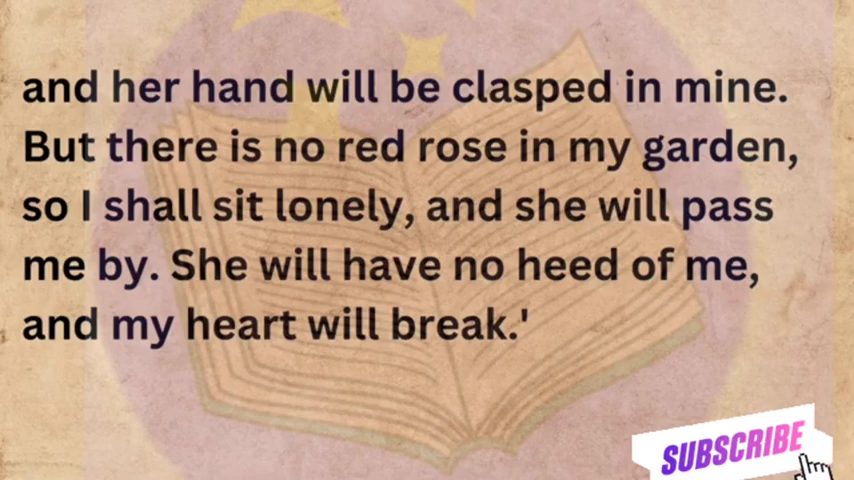 and her hand will be clasped in mine.
But there is no red rose in my garden,
so I shall sit lonely, and she will pass
me by. She will have no heed of me,
and my heart will break.'
SUBSCRIBE